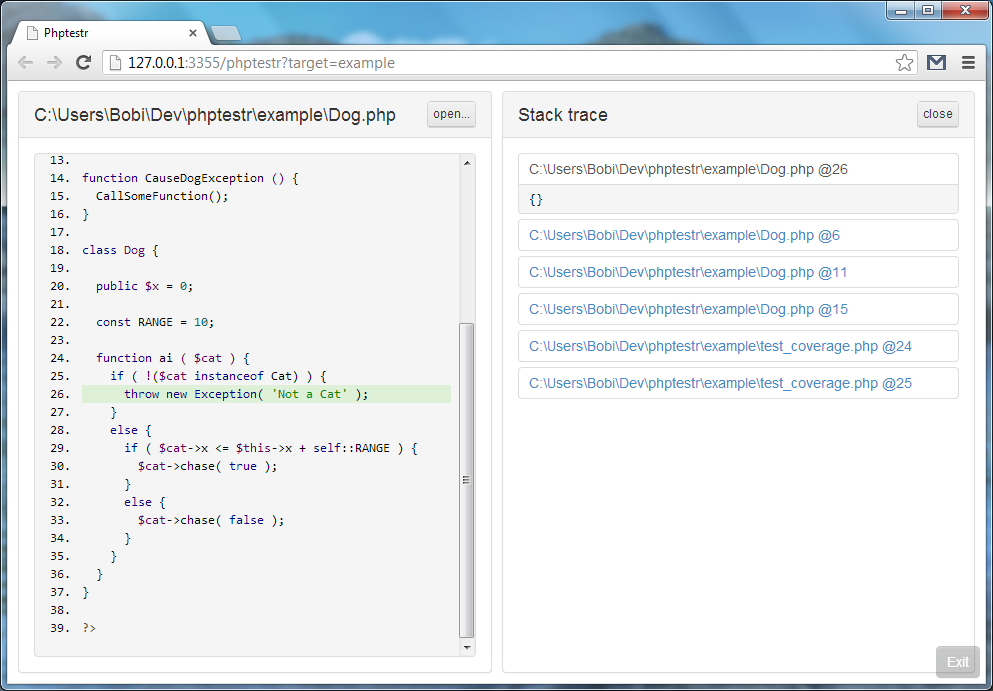 Phptestr
127.0.0.1:3355/phptestr?target=example
C:\Users\Bobi\Dev\phptestr\example\Dog.php
open...
13.
14. function CauseDogException () {
15.   CallSomeFunction();
16. }
17.
18. class Dog {
19.
20.   public $x = 0;
21.
22.   const RANGE = 10;
23.
24.   function ai ( $cat ) {
25.     if ( !($cat instanceof Cat) ) {
26.       throw new Exception( 'Not a Cat' );
27.     }
28.     else {
29.       if ( $cat->x <= $this->x + self::RANGE ) {
30.         $cat->chase( true );
31.       }
32.       else {
33.         $cat->chase( false );
34.       }
35.     }
36.   }
37. }
38.
39. ?>
Stack trace
close
C:\Users\Bobi\Dev\phptestr\example\Dog.php @26
{}
C:\Users\Bobi\Dev\phptestr\example\Dog.php @6
C:\Users\Bobi\Dev\phptestr\example\Dog.php @11
C:\Users\Bobi\Dev\phptestr\example\Dog.php @15
C:\Users\Bobi\Dev\phptestr\example\test_coverage.php @24
C:\Users\Bobi\Dev\phptestr\example\test_coverage.php @25
Exit